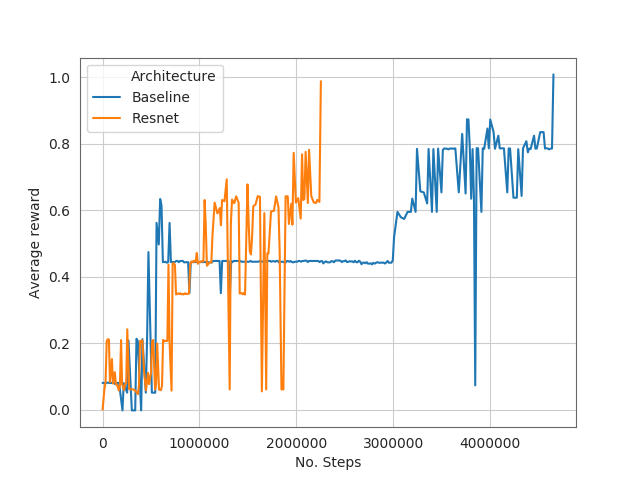 Architecture
Baseline
Resnet
Average reward
1.0
0.8
0.6
0.4
0.2
0.0
0
1000000
2000000
3000000
4000000
No. Steps